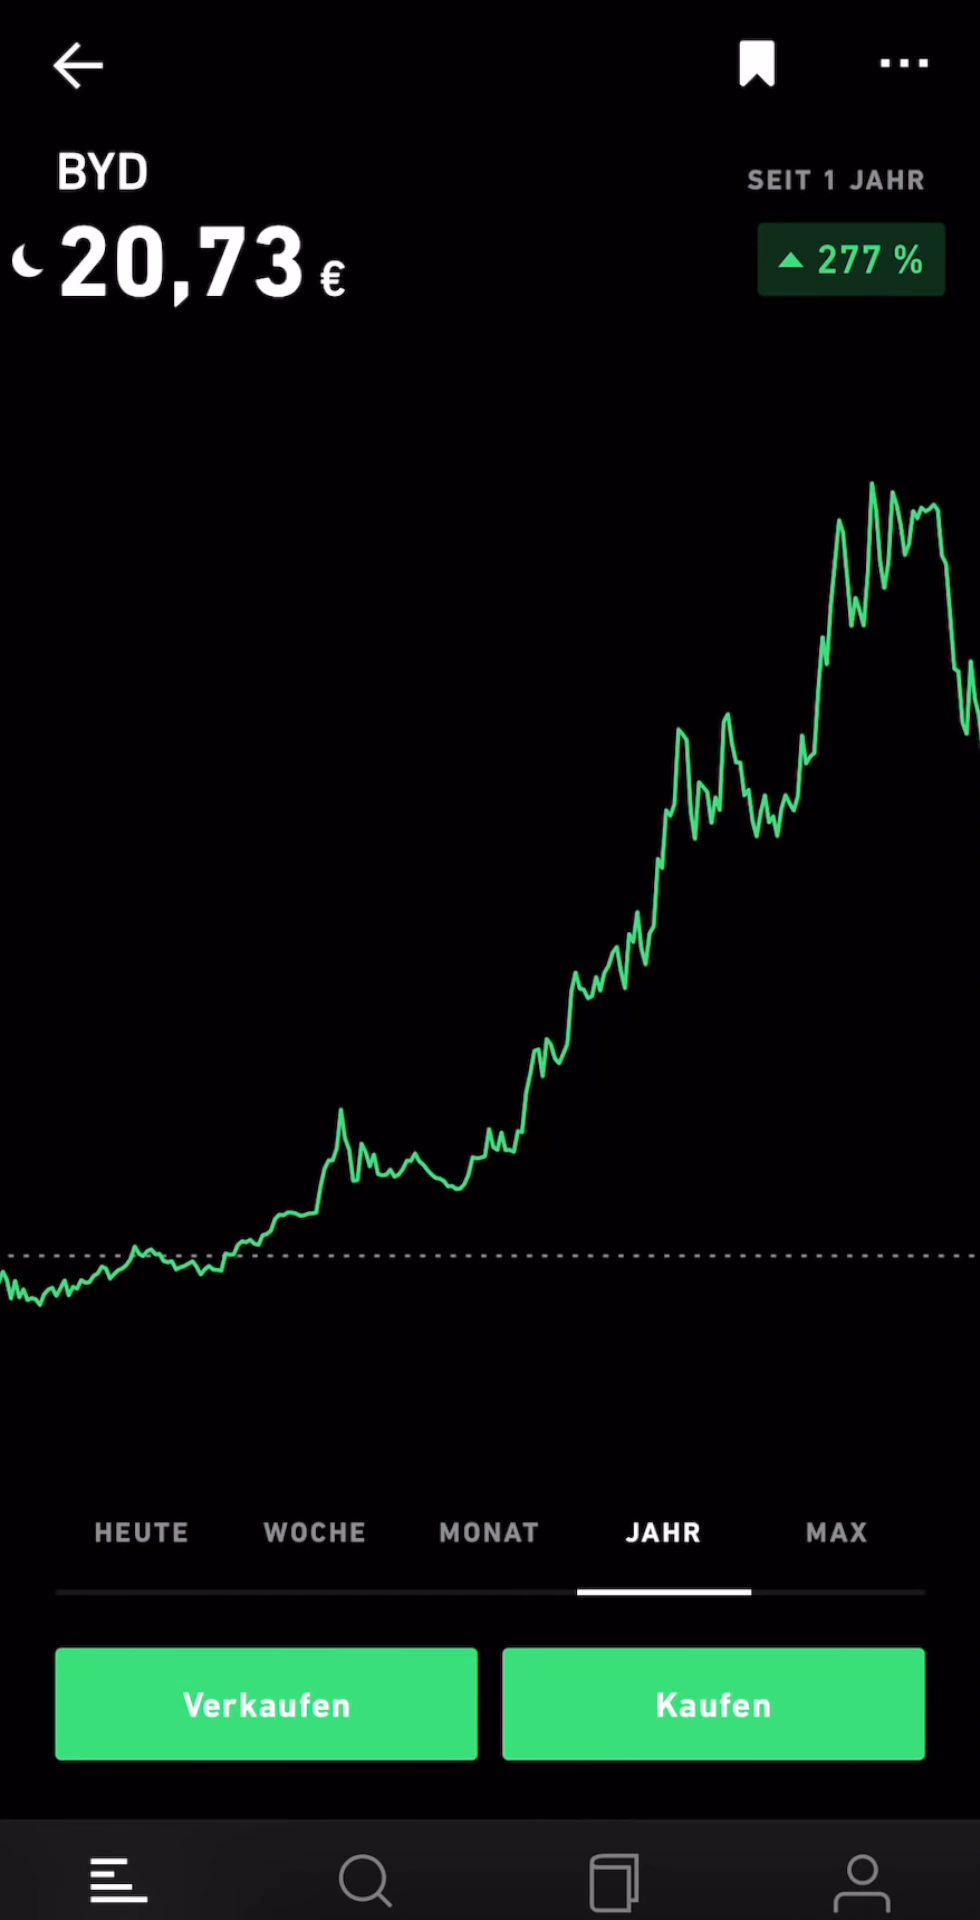 BYD
SEIT 1 JAHR
20,73 €
▲ 277 %
HEUTE WOCHE MONAT JAHR MAX
Verkaufen Kaufen